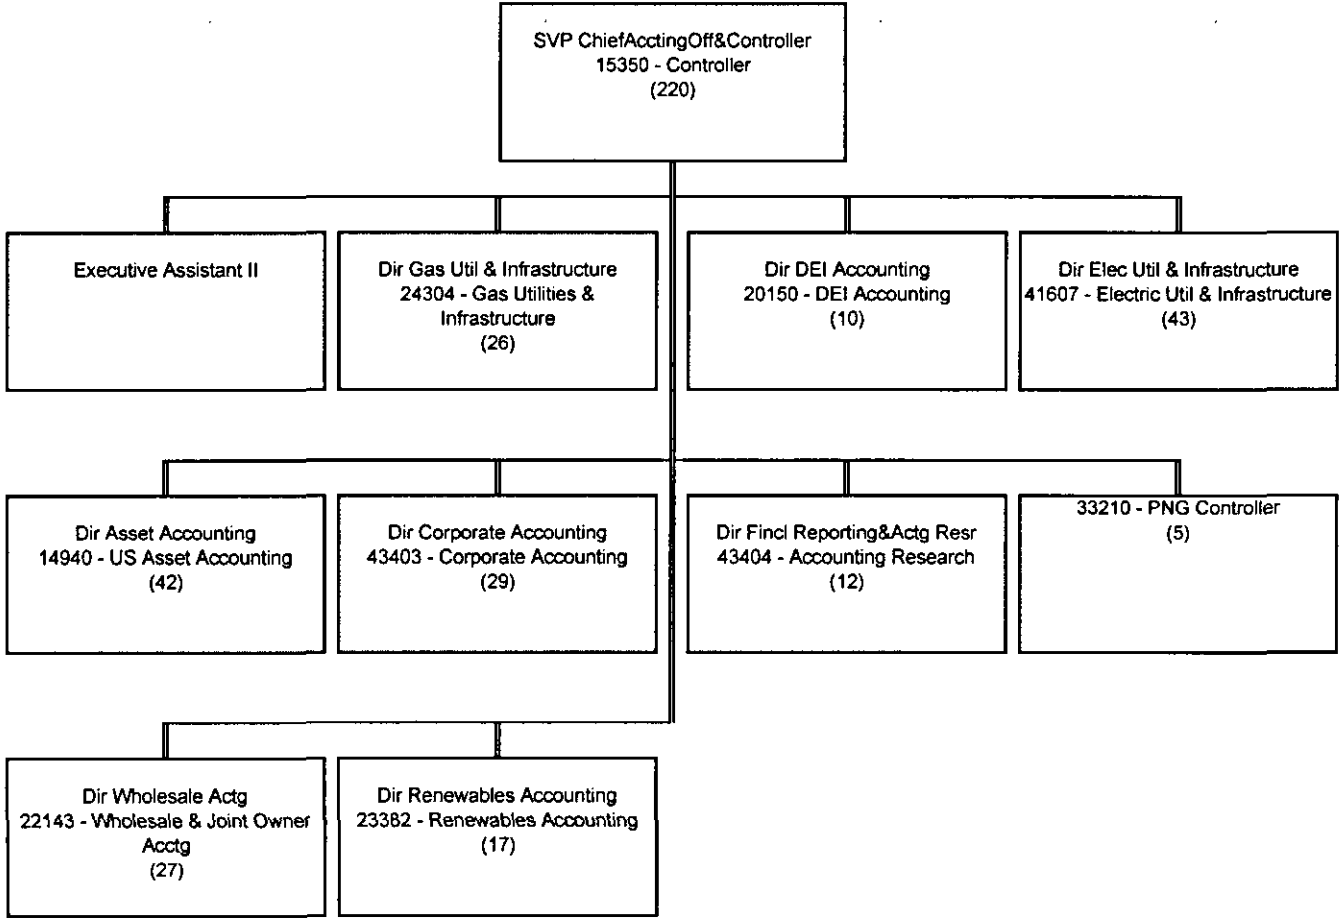 SVP ChiefAcctingOff&Controller
15350 - Controller
(220)
Executive Assistant II
Dir Gas Util & Infrastructure
24304 - Gas Utilities &
Infrastructure
(26)
Dir DEI Accounting
20150 - DEI Accounting
(10)
Dir Elec Util & Infrastructure
41607 - Electric Util & Infrastructure
(43)
Dir Asset Accounting
14940 - US Asset Accounting
(42)
Dir Corporate Accounting
43403 - Corporate Accounting
(29)
Dir Fincl Reporting&Actg Resr
43404 - Accounting Research
(12)
33210 - PNG Controller
(5)
Dir Wholesale Actg
22143 - Wholesale & Joint Owner
Acctg
(27)
Dir Renewables Accounting
23382 - Renewables Accounting
(17)